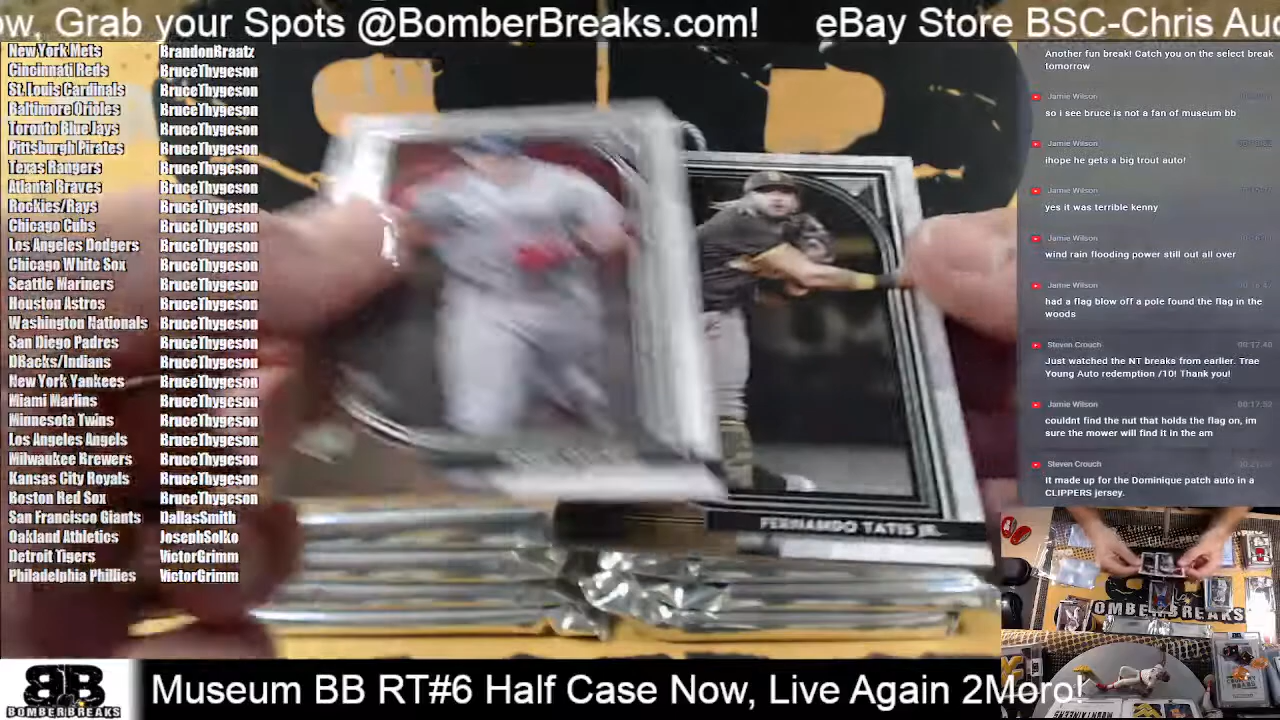 ow, Grab your Spots @BomberBreaks.com! eBay Store BSC-Chris Auc
New York Mets BrandonBraatz
Cincinnati Reds BruceThygeson
St. Louis Cardinals BruceThygeson
Baltimore Orioles BruceThygeson
Toronto Blue Jays BruceThygeson
Pittsburgh Pirates BruceThygeson
Texas Rangers BruceThygeson
Atlanta Braves BruceThygeson
Rockies/Rays BruceThygeson
Chicago Cubs BruceThygeson
Los Angeles Dodgers BruceThygeson
Chicago White Sox BruceThygeson
Seattle Mariners BruceThygeson
Houston Astros BruceThygeson
Washington Nationals BruceThygeson
San Diego Padres BruceThygeson
DBacks/Indians BruceThygeson
New York Yankees BruceThygeson
Miami Marlins BruceThygeson
Minnesota Twins BruceThygeson
Los Angeles Angels BruceThygeson
Milwaukee Brewers BruceThygeson
Kansas City Royals BruceThygeson
Boston Red Sox BruceThygeson
San Francisco Giants DallasSmith
Oakland Athletics JosephSolko
Detroit Tigers VictorGrimm
Philadelphia Phillies VictorGrimm
FERNANDO TATIS JR.
Another fun break! Catch you on the select break
tomorrow
Jamie Wilson
so i see bruce is not a fan of museum bb
Jamie Wilson
ihope he gets a big trout auto!
Jamie Wilson
yes it was terrible kenny
Jamie Wilson
wind rain flooding power still out all over
Jamie Wilson
had a flag blow off a pole found the flag in the
woods
Steven Crouch 00:17:40
Just watched the NT breaks from earlier. Trae
Young Auto redemption /10! Thank you!
Jamie Wilson 00:17:52
couldnt find the nut that holds the flag on, im
sure the mower will find it in the am
Steven Crouch
It made up for the Dominique patch auto in a
CLIPPERS jersey.
OMBERBREAKS
BB
BOMBERBREAKS
Museum BB RT#6 Half Case Now, Live Again 2Moro!